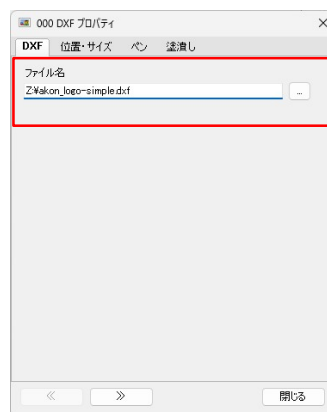 000 DXF プロパティ
DXF 位置・サイズ ペン 塗潰し
ファイル名
Z:¥akon_logo-simple.dxf ...
閉じる